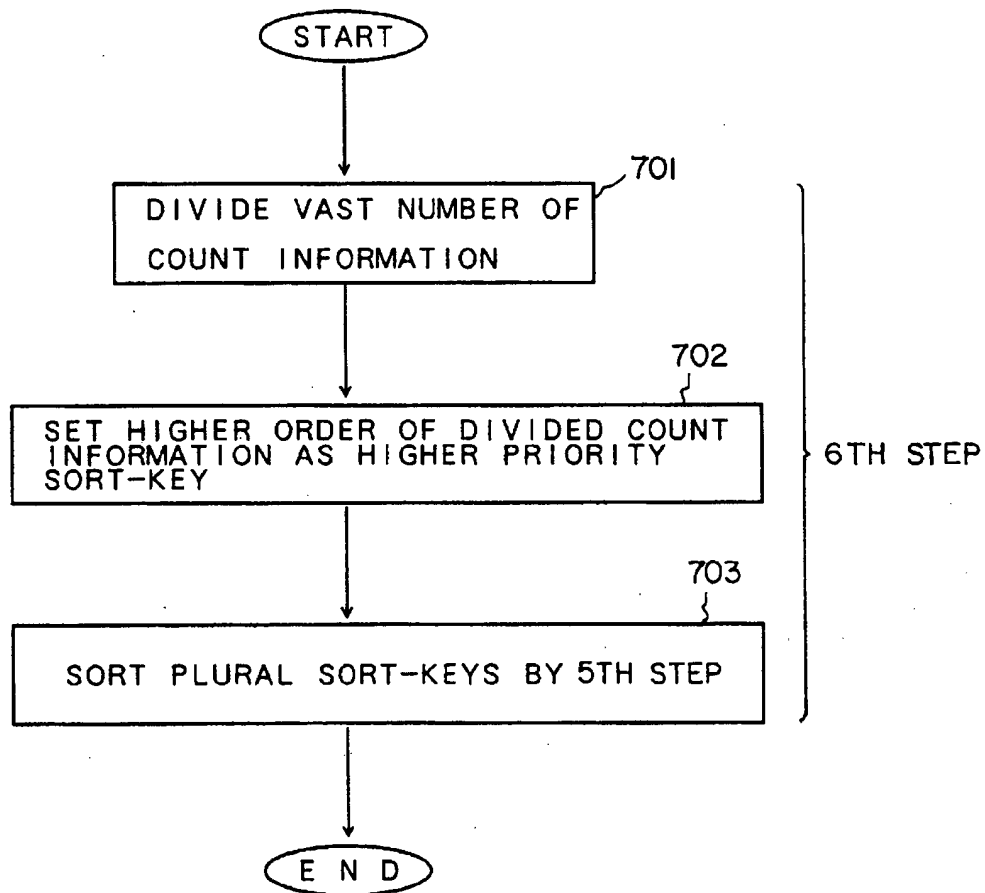 START
701
DIVIDE VAST NUMBER OF
COUNT INFORMATION
702
SET HIGHER ORDER OF DIVIDED COUNT
INFORMATION AS HIGHER PRIORITY
SORT-KEY
6TH STEP
703
SORT PLURAL SORT-KEYS BY 5TH STEP
END